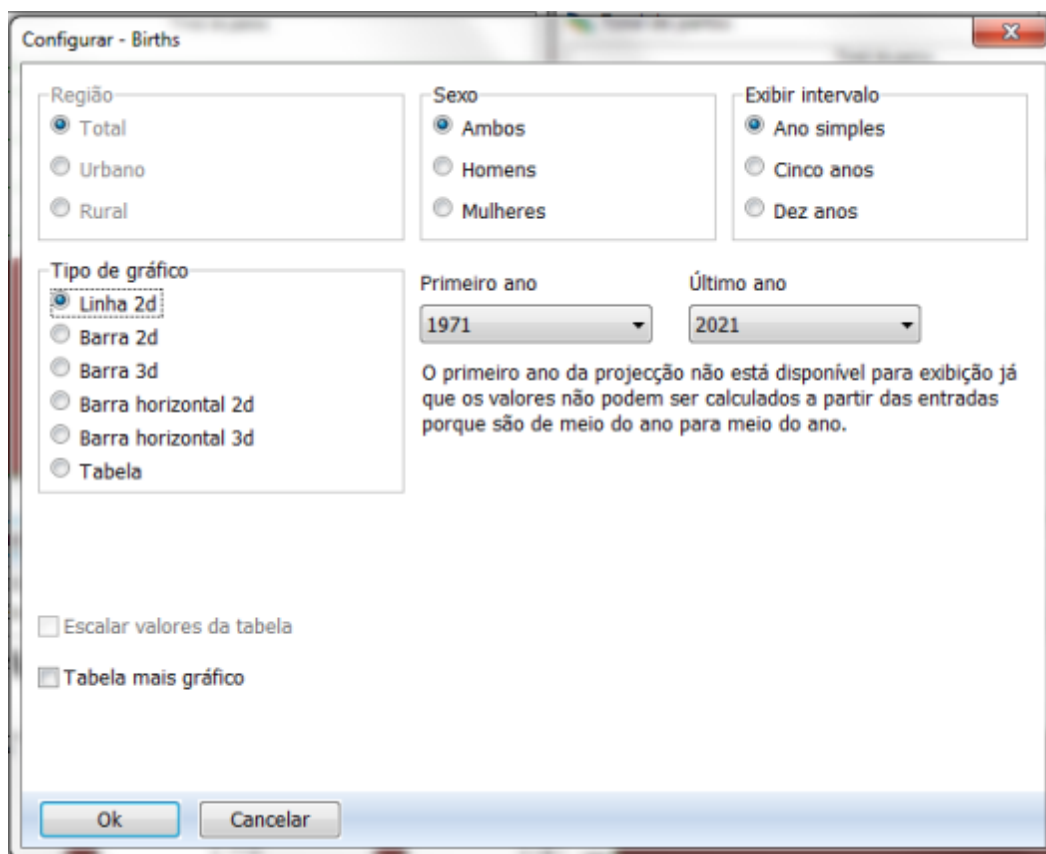 Configurar - Births
Região
Total
Urbano
Rural
Sexo
Ambos
Homens
Mulheres
Exibir intervalo
Ano simples
Cinco anos
Dez anos
Tipo de gráfico
Linha 2d
Barra 2d
Barra 3d
Barra horizontal 2d
Barra horizontal 3d
Tabela
Primeiro ano
1971
Último ano
2021
O primeiro ano da projecção não está disponível para exibição já
que os valores não podem ser calculados a partir das entradas
porque são de meio do ano para meio do ano.
Escalar valores da tabela
Tabela mais gráfico
Ok
Cancelar